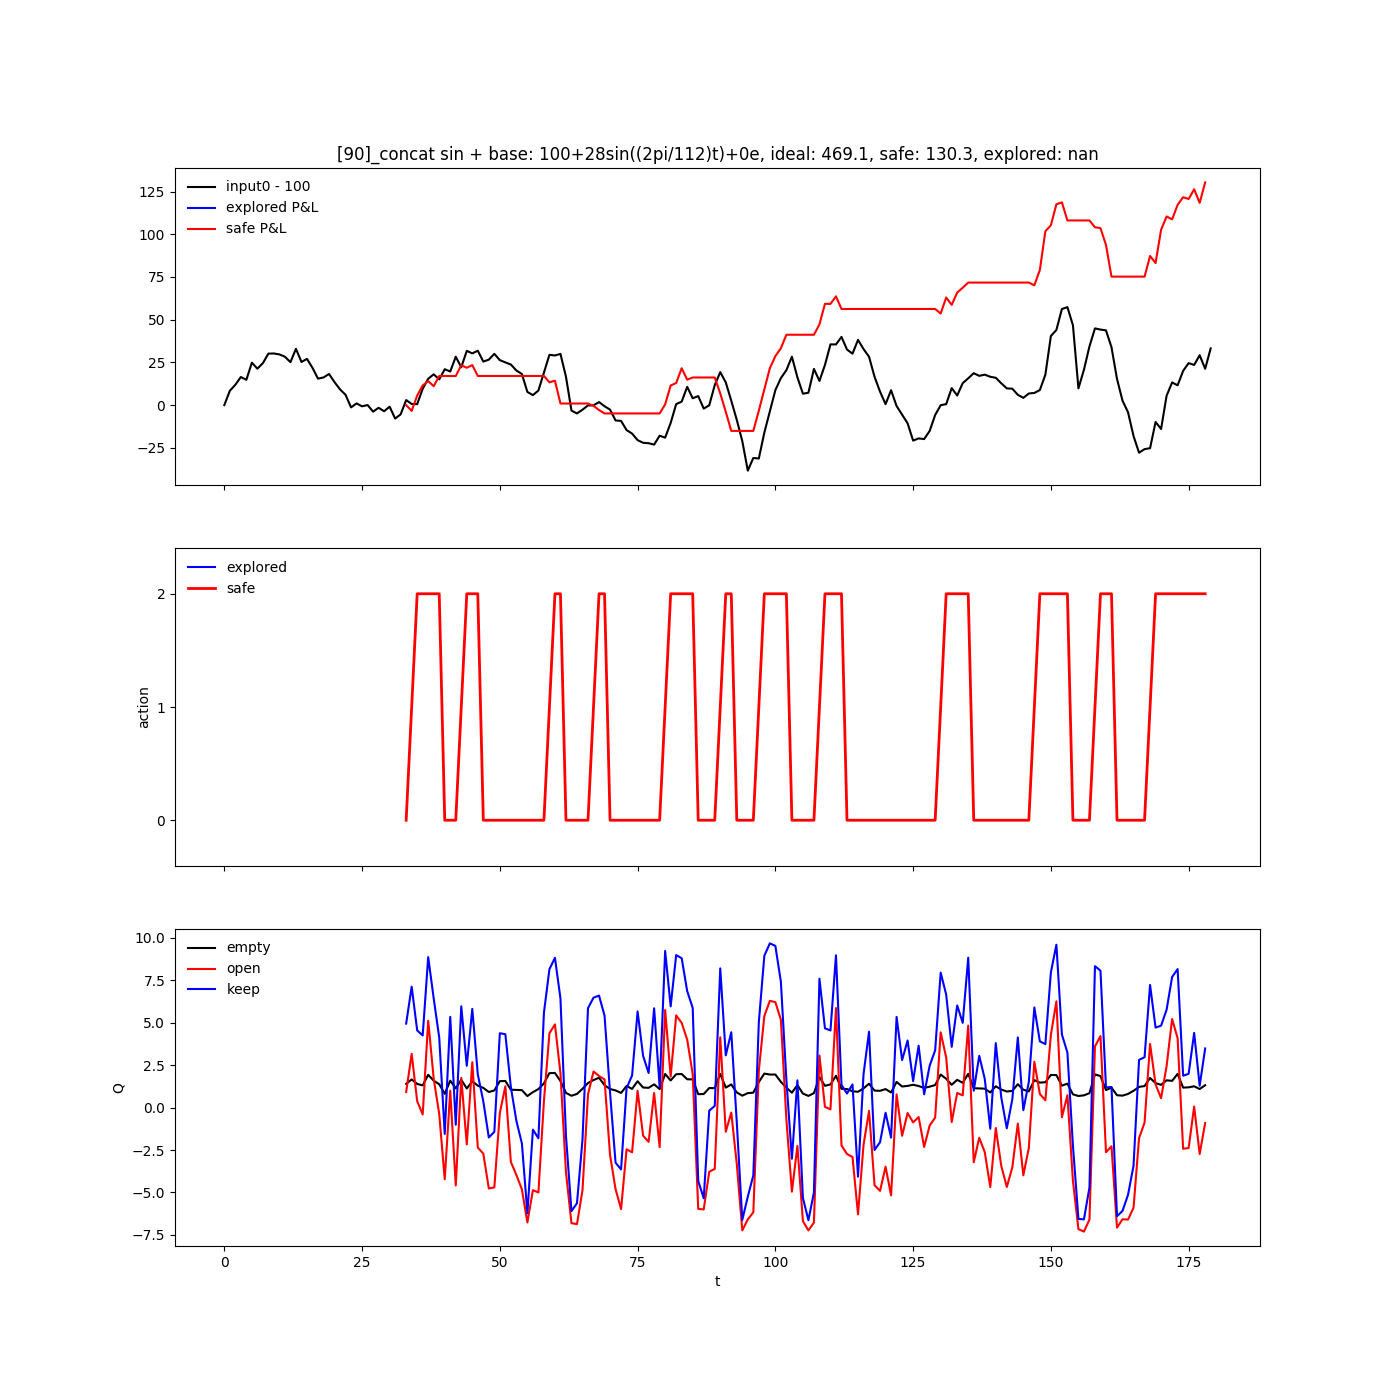 [90]_concat sin + base: 100+28sin((2pi/112)t)+0e, ideal: 469.1, safe: 130.3, explored: nan
input0 - 100
explored P&L
safe P&L
125
100
75
50
25
0
−25
explored
safe
2
1
0
action
empty
open
keep
10.0
7.5
5.0
2.5
0.0
−2.5
−5.0
−7.5
Q
0 25 50 75 100 125 150 175
t